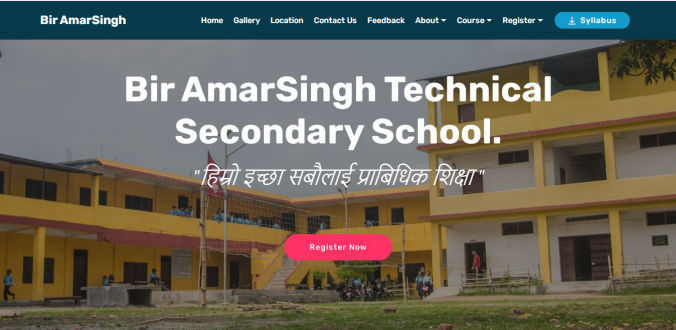 Bir AmarSingh
Home Gallery Location Contact Us Feedback About Course Register Syllabus
Bir AmarSingh Technical
Secondary School.
"हिम्रो इच्छा सबौलाई प्राबिधिक शिक्षा"
Register Now